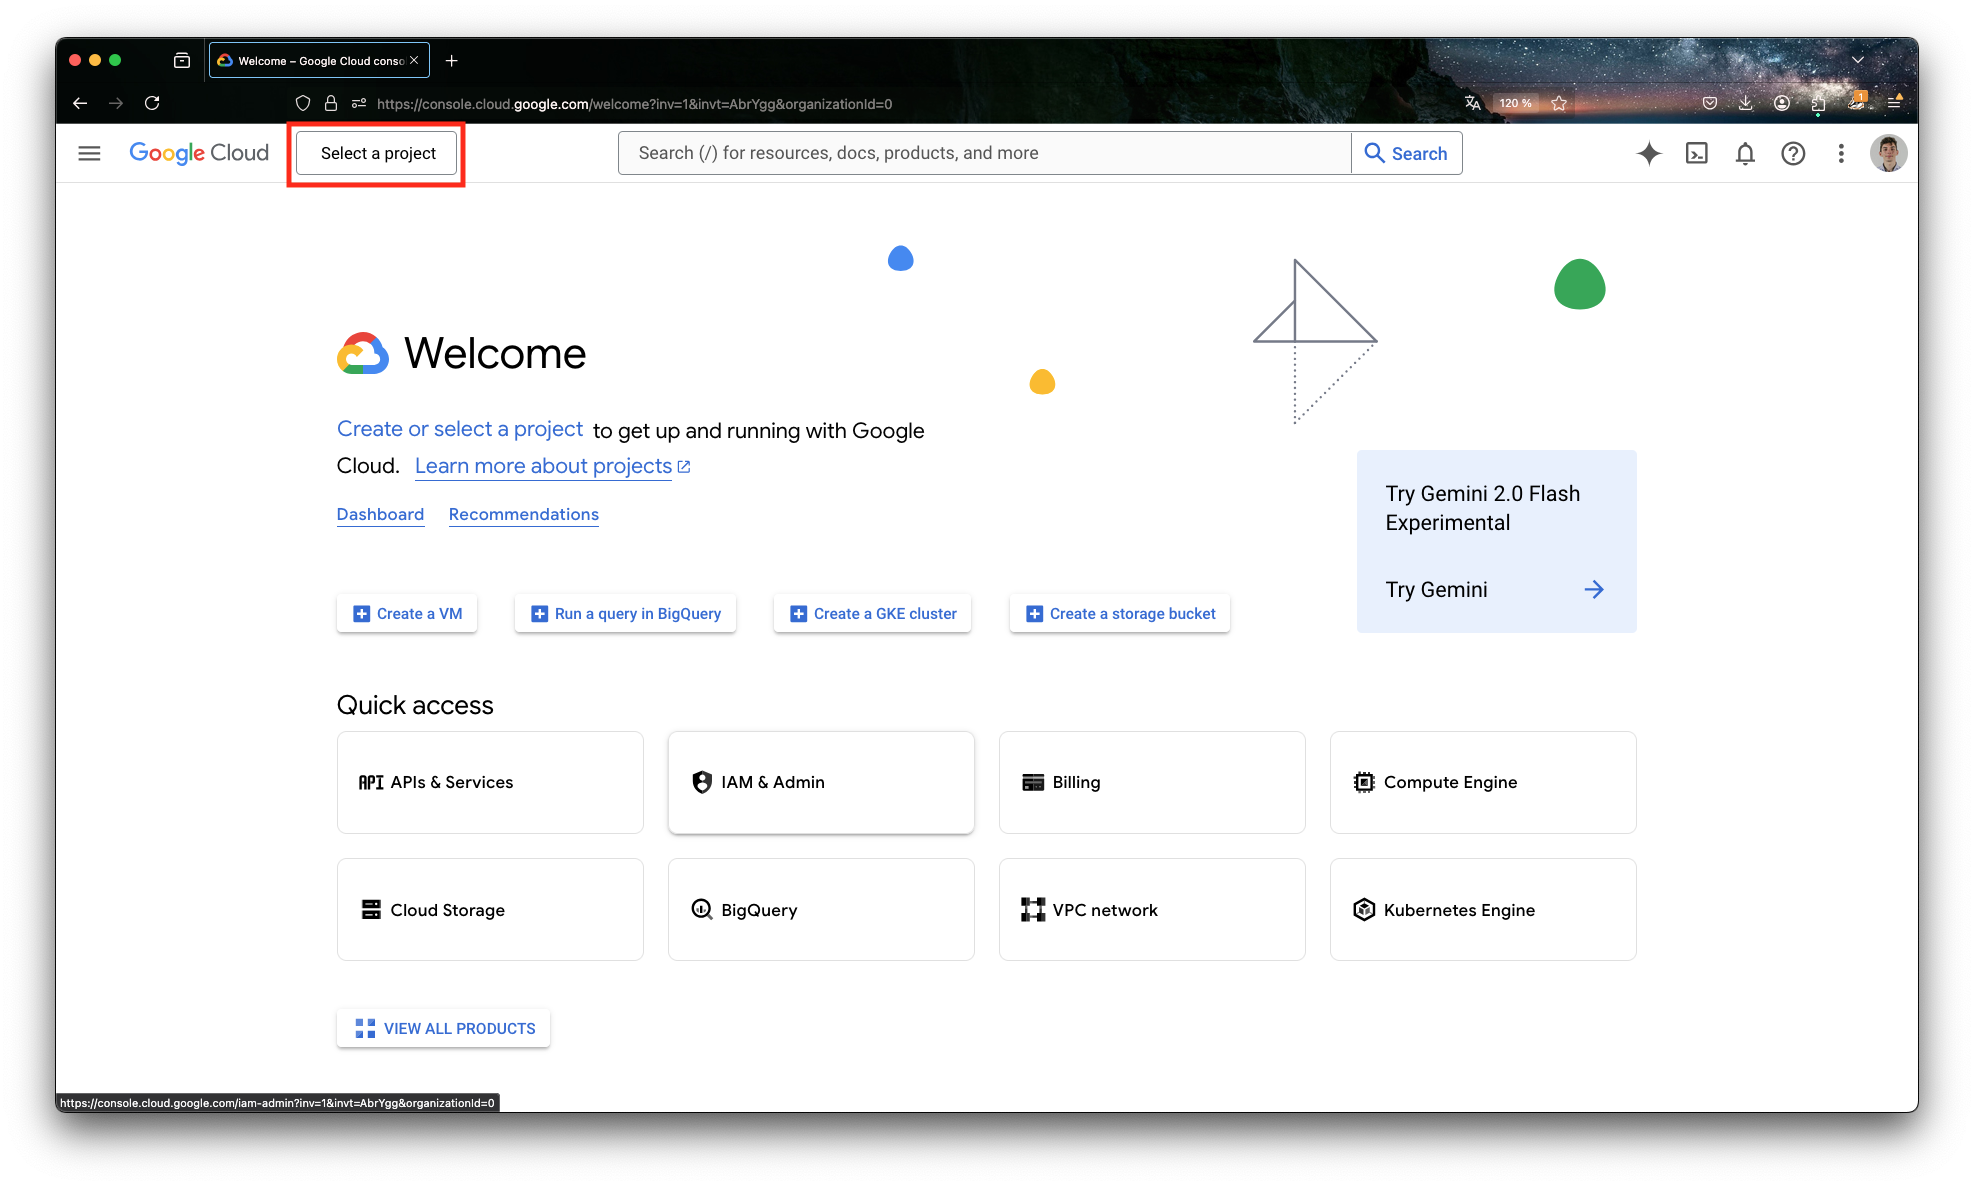 Welcome – Google Cloud conso
https://console.cloud.google.com/welcome?inv=1&invt=AbrYgg&organizationId=0
120 %
1
Google Cloud
Select a project
Search (/) for resources, docs, products, and more
Search
Welcome
Create or select a project to get up and running with Google
Cloud. Learn more about projects
Dashboard Recommendations
Try Gemini 2.0 Flash
Experimental
Try Gemini
Create a VM
Run a query in BigQuery
Create a GKE cluster
Create a storage bucket
Quick access
API APIs & Services
IAM & Admin
Billing
Compute Engine
Cloud Storage
BigQuery
VPC network
Kubernetes Engine
VIEW ALL PRODUCTS
https://console.cloud.google.com/iam-admin?inv=1&invt=AbrYgg&organizationId=0